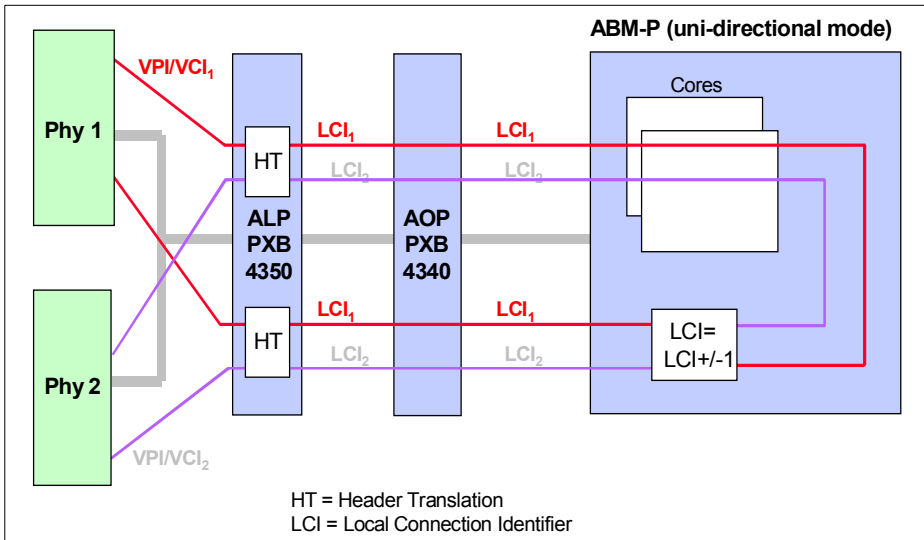 ABM-P (uni-directional mode)
Cores
VPI/VCI₁
Phy 1
HT
LCI₁
LCI₁
LCI₂
LCI₂
ALP
PXB
4350
AOP
PXB
4340
Phy 2
HT
LCI₁
LCI₁
LCI₂
LCI₂
LCI=
LCI+/-1
VPI/VCI₂
HT = Header Translation
LCI = Local Connection Identifier